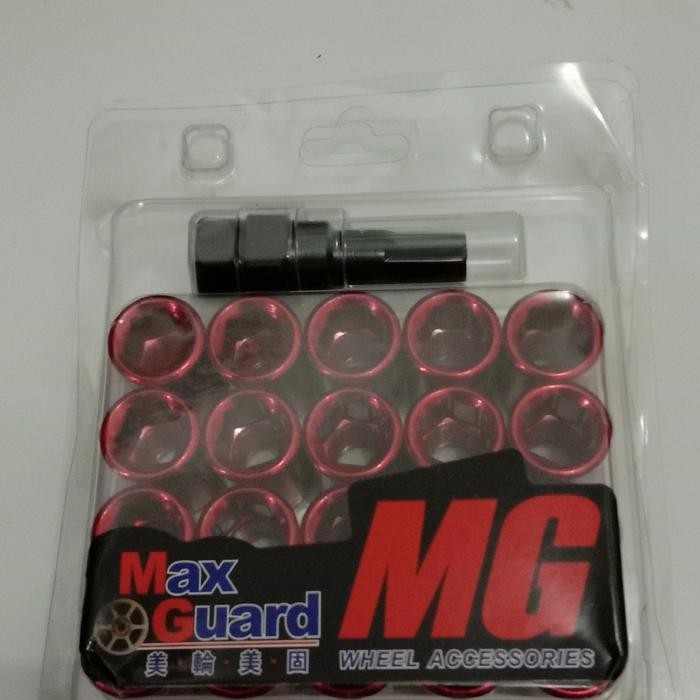 MG
Max
Guard
美·輪·美·固
WHEEL ACCESSORIES